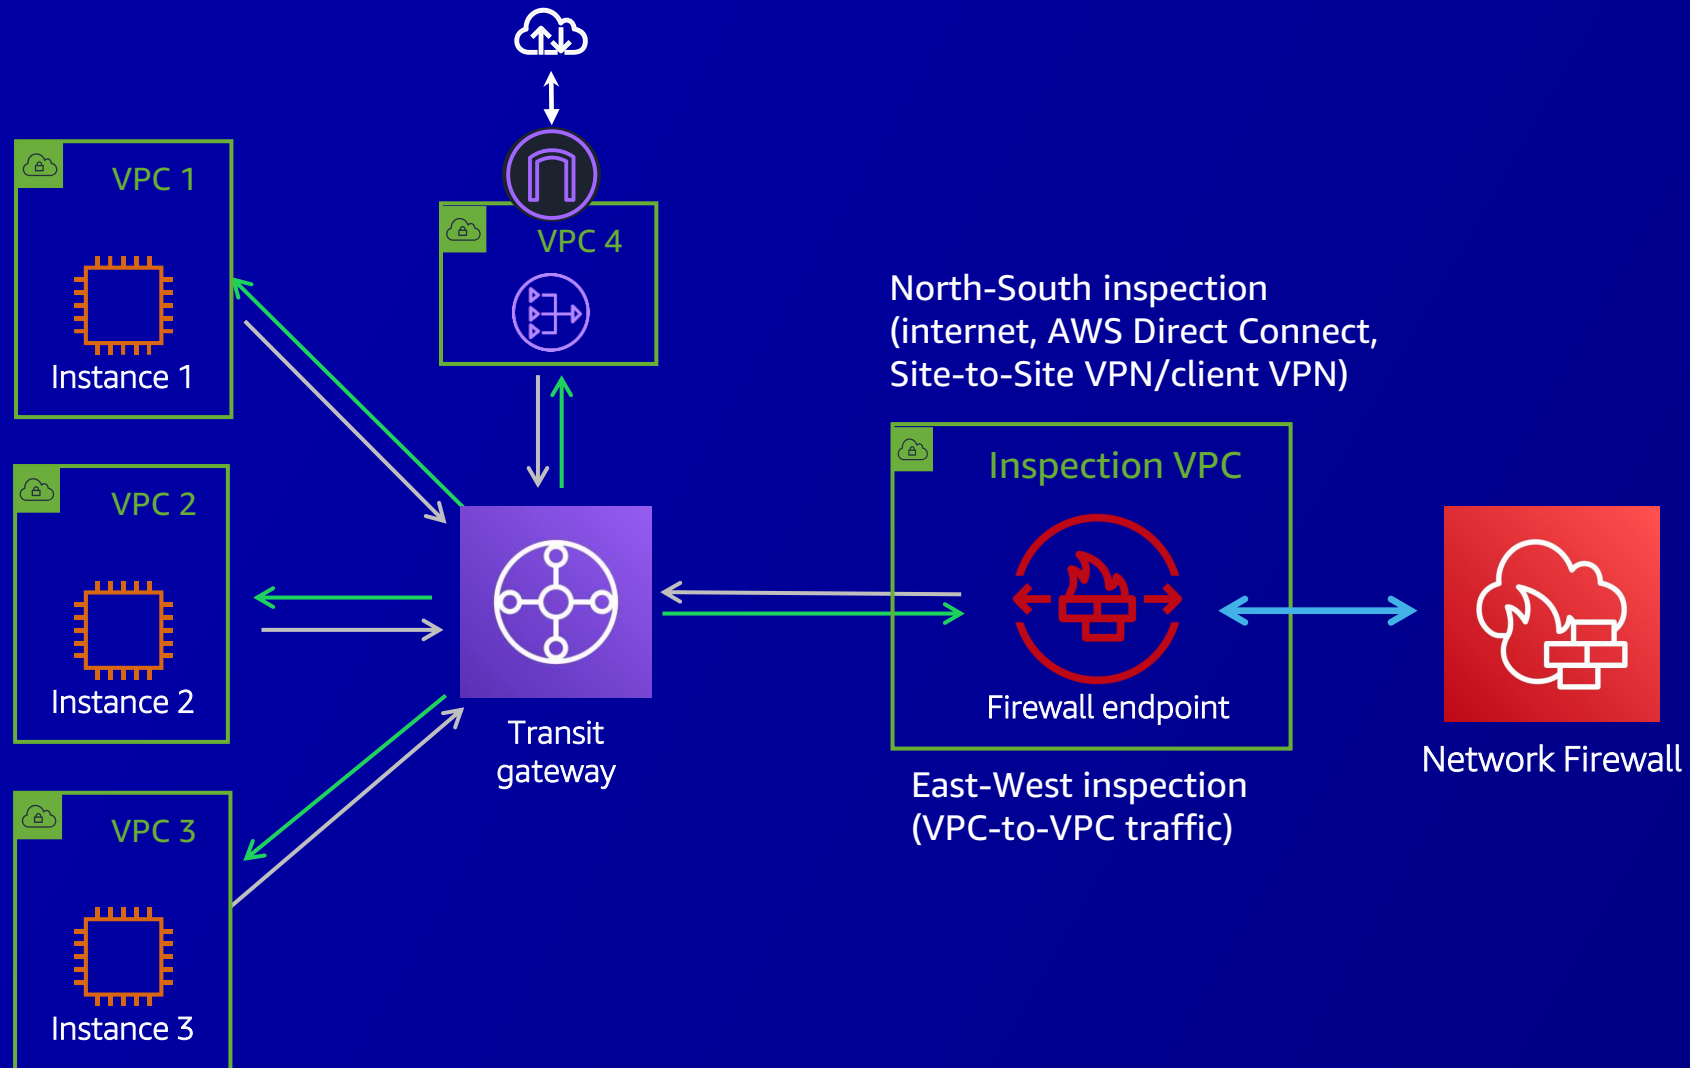 VPC 1
Instance 1
VPC 4
VPC 2
Instance 2
VPC 3
Instance 3
Transit
gateway
North-South inspection
(internet, AWS Direct Connect,
Site-to-Site VPN/client VPN)
Inspection VPC
Firewall endpoint
East-West inspection
(VPC-to-VPC traffic)
Network Firewall